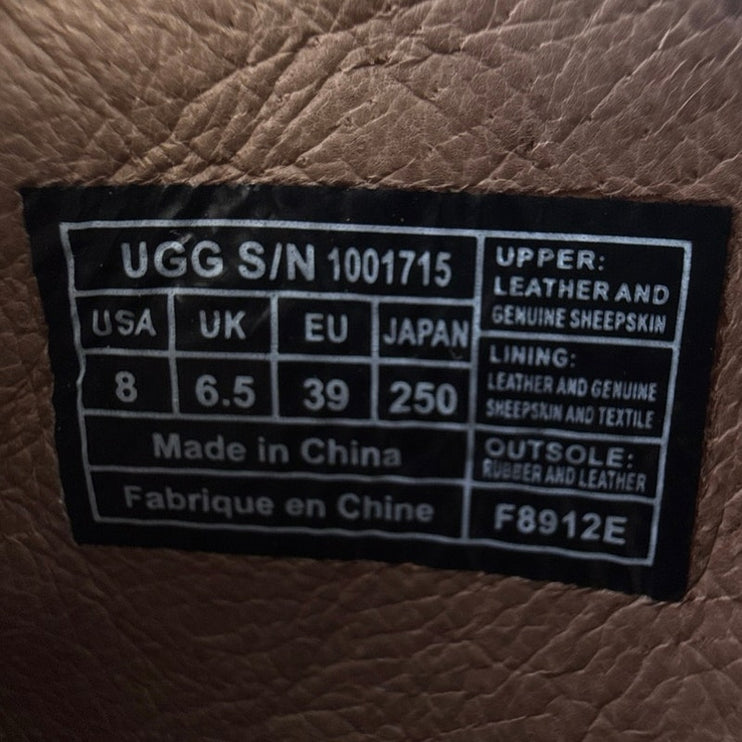 UGG S/N 1001715
USA UK EU JAPAN
8 6.5 39 250
Made in China
Fabrique en Chine
UPPER:
LEATHER AND
GENUINE SHEEPSKIN
LINING:
LEATHER AND GENUINE
SHEEPSKIN AND TEXTILE
OUTSOLE:
RUBBER AND LEATHER
F8912E